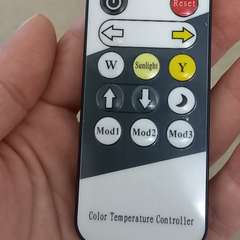 Reset
W Sunlight Y
Mod1 Mod2 Mod3
Color Temperature Controller